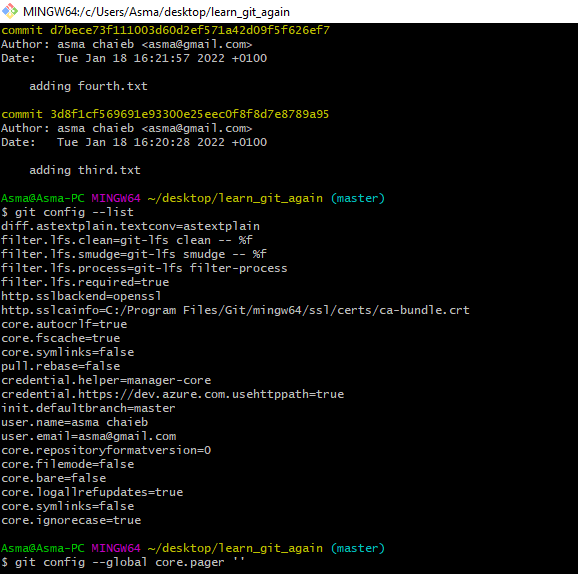 MINGW64:/c/Users/Asma/desktop/learn_git_again
commit d7bece73f111003d60d2ef571a42d09f5f626ef7
Author: asma chaieb <asma@gmail.com>
Date:   Tue Jan 18 16:21:57 2022 +0100
    adding fourth.txt
commit 3d8f1cf569691e93300e25eec0f8f8d7e8789a95
Author: asma chaieb <asma@gmail.com>
Date:   Tue Jan 18 16:20:28 2022 +0100
    adding third.txt
Asma@Asma-PC MINGW64 ~/desktop/learn_git_again (master)
$ git config --list
diff.astextplain.textconv=astextplain
filter.lfs.clean=git-lfs clean -- %f
filter.lfs.smudge=git-lfs smudge -- %f
filter.lfs.process=git-lfs filter-process
filter.lfs.required=true
http.sslbackend=openssl
http.sslcainfo=C:/Program Files/Git/mingw64/ssl/certs/ca-bundle.crt
core.autocrlf=true
core.fscache=true
core.symlinks=false
pull.rebase=false
credential.helper=manager-core
credential.https://dev.azure.com.usehttppath=true
init.defaultbranch=master
user.name=asma chaieb
user.email=asma@gmail.com
core.repositoryformatversion=0
core.filemode=false
core.bare=false
core.logallrefupdates=true
core.symlinks=false
core.ignorecase=true
Asma@Asma-PC MINGW64 ~/desktop/learn_git_again (master)
$ git config --global core.pager ''